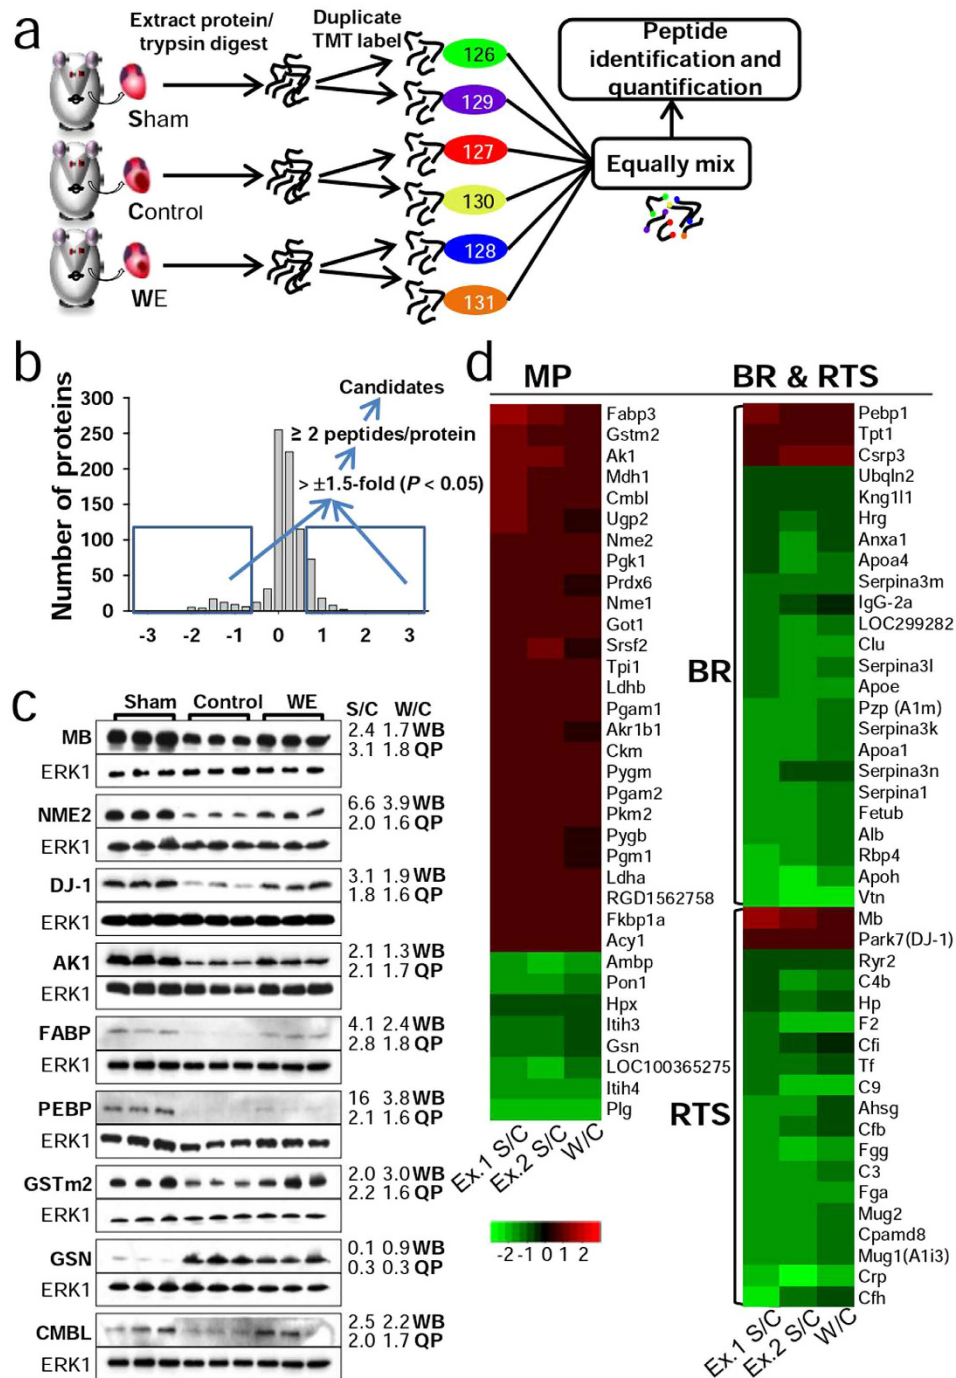 a
Extract protein/
trypsin digest
Duplicate
TMT label
Sham
Control
WE
126
129
127
130
128
131
Equally mix
Peptide
identification and
quantification
b
Candidates
≥ 2 peptides/protein
> ±1.5-fold (P < 0.05)
Number of proteins
300
250
200
150
100
50
0
-3 -2 -1 0 1 2 3
c
Sham Control WE S/C W/C
MB 2.4 1.7 WB
3.1 1.8 QP
ERK1
NME2 6.6 3.9 WB
2.0 1.6 QP
ERK1
DJ-1 3.1 1.9 WB
1.8 1.6 QP
ERK1
AK1 2.1 1.3 WB
2.1 1.7 QP
ERK1
FABP 4.1 2.4 WB
2.8 1.8 QP
ERK1
PEBP 16 3.8 WB
2.1 1.6 QP
ERK1
GSTm2 2.0 3.0 WB
2.2 1.6 QP
ERK1
GSN 0.1 0.9 WB
0.3 0.3 QP
ERK1
CMBL 2.5 2.2 WB
2.0 1.7 QP
ERK1
d
MP
Fabp3
Gstm2
Ak1
Mdh1
Cmbl
Ugp2
Nme2
Pgk1
Prdx6
Nme1
Got1
Srsf2
Tpi1
Ldhb
Pgam1
Akr1b1
Ckm
Pygm
Pgam2
Pkm2
Pygb
Pgm1
Ldha
RGD1562758
Fkbp1a
Acy1
Ambp
Pon1
Hpx
Itih3
Gsn
LOC100365275
Itih4
Plg
Ex.1 S/C
Ex.2 S/C
W/C
-2 -1 0 1 2
BR & RTS
BR
Pebp1
Tpt1
Csrp3
Ubqln2
Kng1l1
Hrg
Anxa1
Apoa4
Serpina3m
IgG-2a
LOC299282
Clu
Serpina3l
Apoe
Pzp (A1m)
Serpina3k
Apoa1
Serpina3n
Serpina1
Fetub
Alb
Rbp4
Apoh
Vtn
RTS
Mb
Park7(DJ-1)
Ryr2
C4b
Hp
F2
Cfi
Tf
C9
Ahsg
Cfb
Fgg
C3
Fga
Mug2
Cpamd8
Mug1(A1i3)
Crp
Cfh
Ex.1 S/C
Ex.2 S/C
W/C